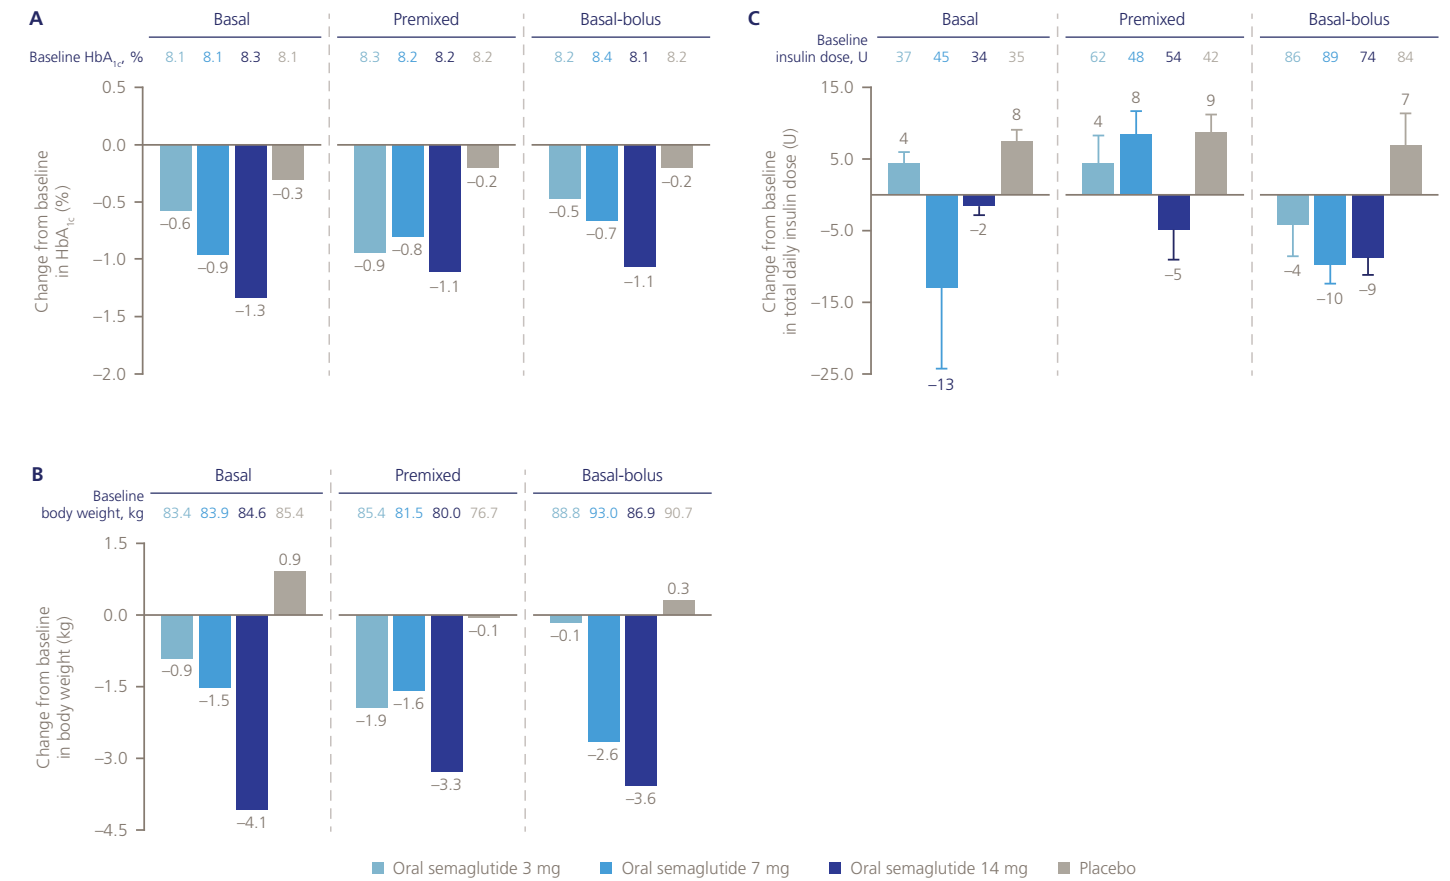 A
Basal Premixed Basal-bolus
Baseline HbA1c, % 8.1 8.1 8.3 8.1 8.3 8.2 8.2 8.2 8.2 8.4 8.1 8.2
Change from baseline
in HbA1c (%)
0.5
0.0
–0.5
–1.0
–1.5
–2.0
–0.6 –0.9 –1.3 –0.3
–0.9 –0.8 –1.1 –0.2
–0.5 –0.7 –1.1 –0.2
C
Basal Premixed Basal-bolus
Baseline
insulin dose, U 37 45 34 35 62 48 54 42 86 89 74 84
Change from baseline
in total daily insulin dose (U)
15.0
5.0
–5.0
–15.0
–25.0
4 –13 –2 8
4 8 –5 9
–4 –10 –9 7
B
Basal Premixed Basal-bolus
Baseline
body weight, kg 83.4 83.9 84.6 85.4 85.4 81.5 80.0 76.7 88.8 93.0 86.9 90.7
Change from baseline
in body weight (kg)
1.5
0.0
–1.5
–3.0
–4.5
–0.9 –1.5 –4.1 0.9
–1.9 –1.6 –3.3 –0.1
–0.1 –2.6 –3.6 0.3
Oral semaglutide 3 mg Oral semaglutide 7 mg Oral semaglutide 14 mg Placebo